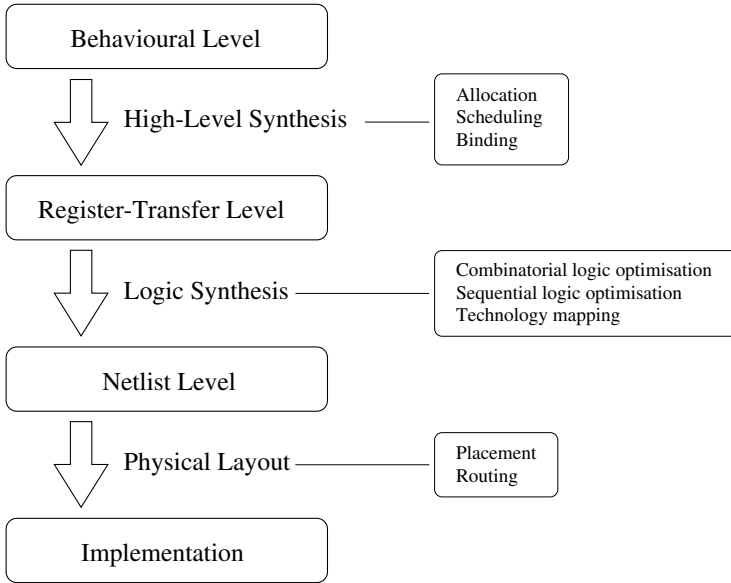 Behavioural Level
High-Level Synthesis
Allocation
Scheduling
Binding
Register-Transfer Level
Logic Synthesis
Combinatorial logic optimisation
Sequential logic optimisation
Technology mapping
Netlist Level
Physical Layout
Placement
Routing
Implementation